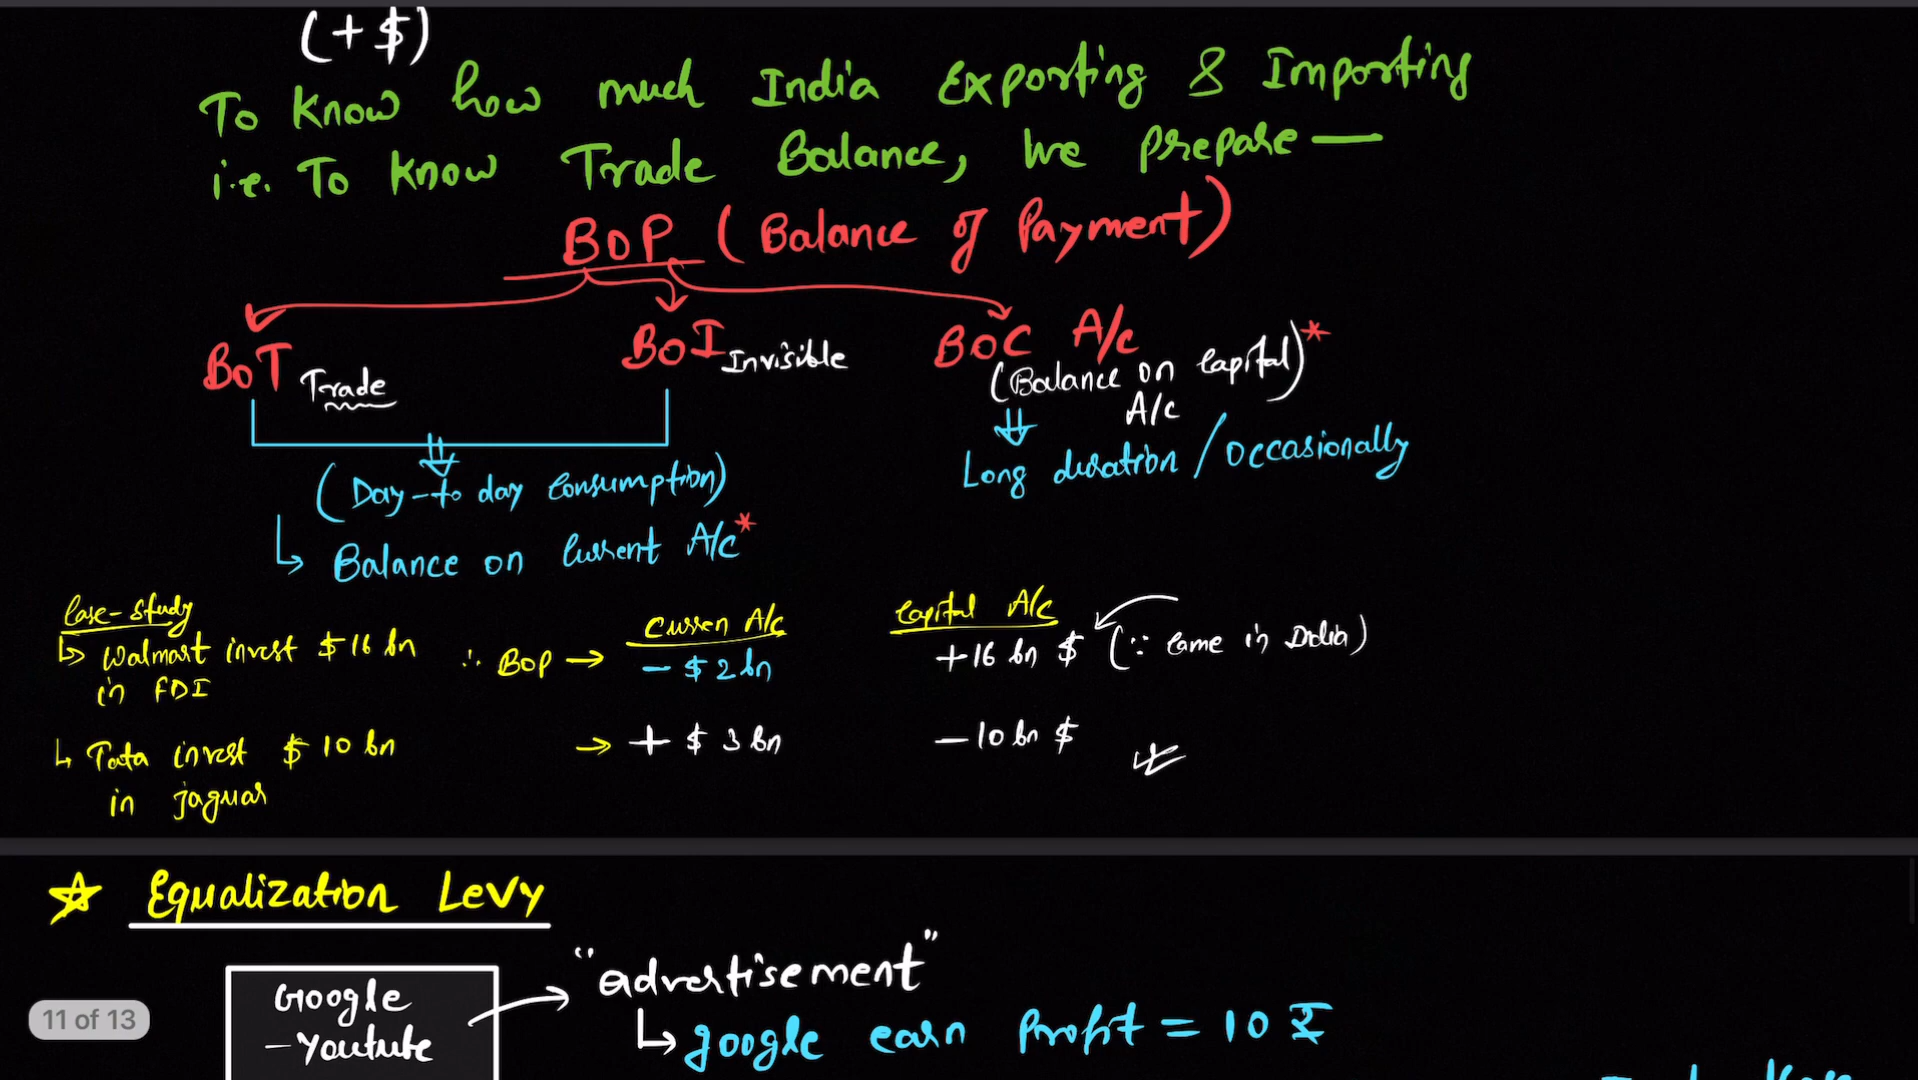 (+$)
To Know how much India Exporting & Importing
i.e. To Know Trade Balance, we prepare —
BOP (Balance of Payment)
BOT Trade
BOI Invisible
BOC A/c
(Balance on Capital)*
A/c
Long duration / Occasionally
(Day-to day Consumption)
Balance on Current A/c*
Case-Study
Walmart invest $16 bn
in FDI
∴ BOP → Curren A/c
- $2 bn
Capital A/c
+16 bn $ (∵ Came in India)
Tata invest $ 10 bn
in jaguar
→ + $ 3 bn
-10 bn $
☆ Equalization Levy
Google
- Youtube
"advertisement"
google earn Profit = 10 ₹
11 of 13